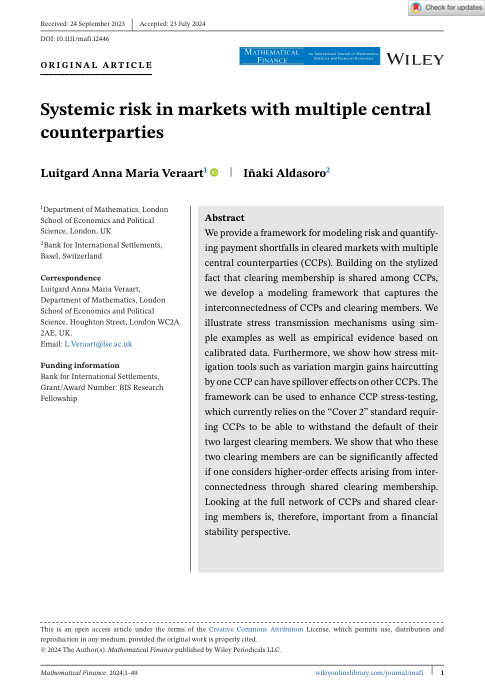 Check for updates
Received: 24 September 2023 | Accepted: 23 July 2024
DOI: 10.1111/mafi.12446
ORIGINAL ARTICLE
MATHEMATICAL
FINANCE
An International Journal of Mathematics,
Statistics and Financial Economics
WILEY
Systemic risk in markets with multiple central
counterparties
Luitgard Anna Maria Veraart1 | Iñaki Aldasoro2
1Department of Mathematics, London
School of Economics and Political
Science, London, UK
2Bank for International Settlements,
Basel, Switzerland
Correspondence
Luitgard Anna Maria Veraart,
Department of Mathematics, London
School of Economics and Political
Science, Houghton Street, London WC2A
2AE, UK.
Email: L.Veraart@lse.ac.uk
Funding information
Bank for International Settlements,
Grant/Award Number: BIS Research
Fellowship
Abstract
We provide a framework for modeling risk and quantify-
ing payment shortfalls in cleared markets with multiple
central counterparties (CCPs). Building on the stylized
fact that clearing membership is shared among CCPs,
we develop a modeling framework that captures the
interconnectedness of CCPs and clearing members. We
illustrate stress transmission mechanisms using sim-
ple examples as well as empirical evidence based on
calibrated data. Furthermore, we show how stress mit-
igation tools such as variation margin gains haircutting
by one CCP can have spillover effects on other CCPs. The
framework can be used to enhance CCP stress-testing,
which currently relies on the “Cover 2” standard requir-
ing CCPs to be able to withstand the default of their
two largest clearing members. We show that who these
two clearing members are can be significantly affected
if one considers higher-order effects arising from inter-
connectedness through shared clearing membership.
Looking at the full network of CCPs and shared clear-
ing members is, therefore, important from a financial
stability perspective.
This is an open access article under the terms of the Creative Commons Attribution License, which permits use, distribution and
reproduction in any medium, provided the original work is properly cited.
© 2024 The Author(s). Mathematical Finance published by Wiley Periodicals LLC.
Mathematical Finance, 2024;1–49. wileyonlinelibrary.com/journal/mafi | 1